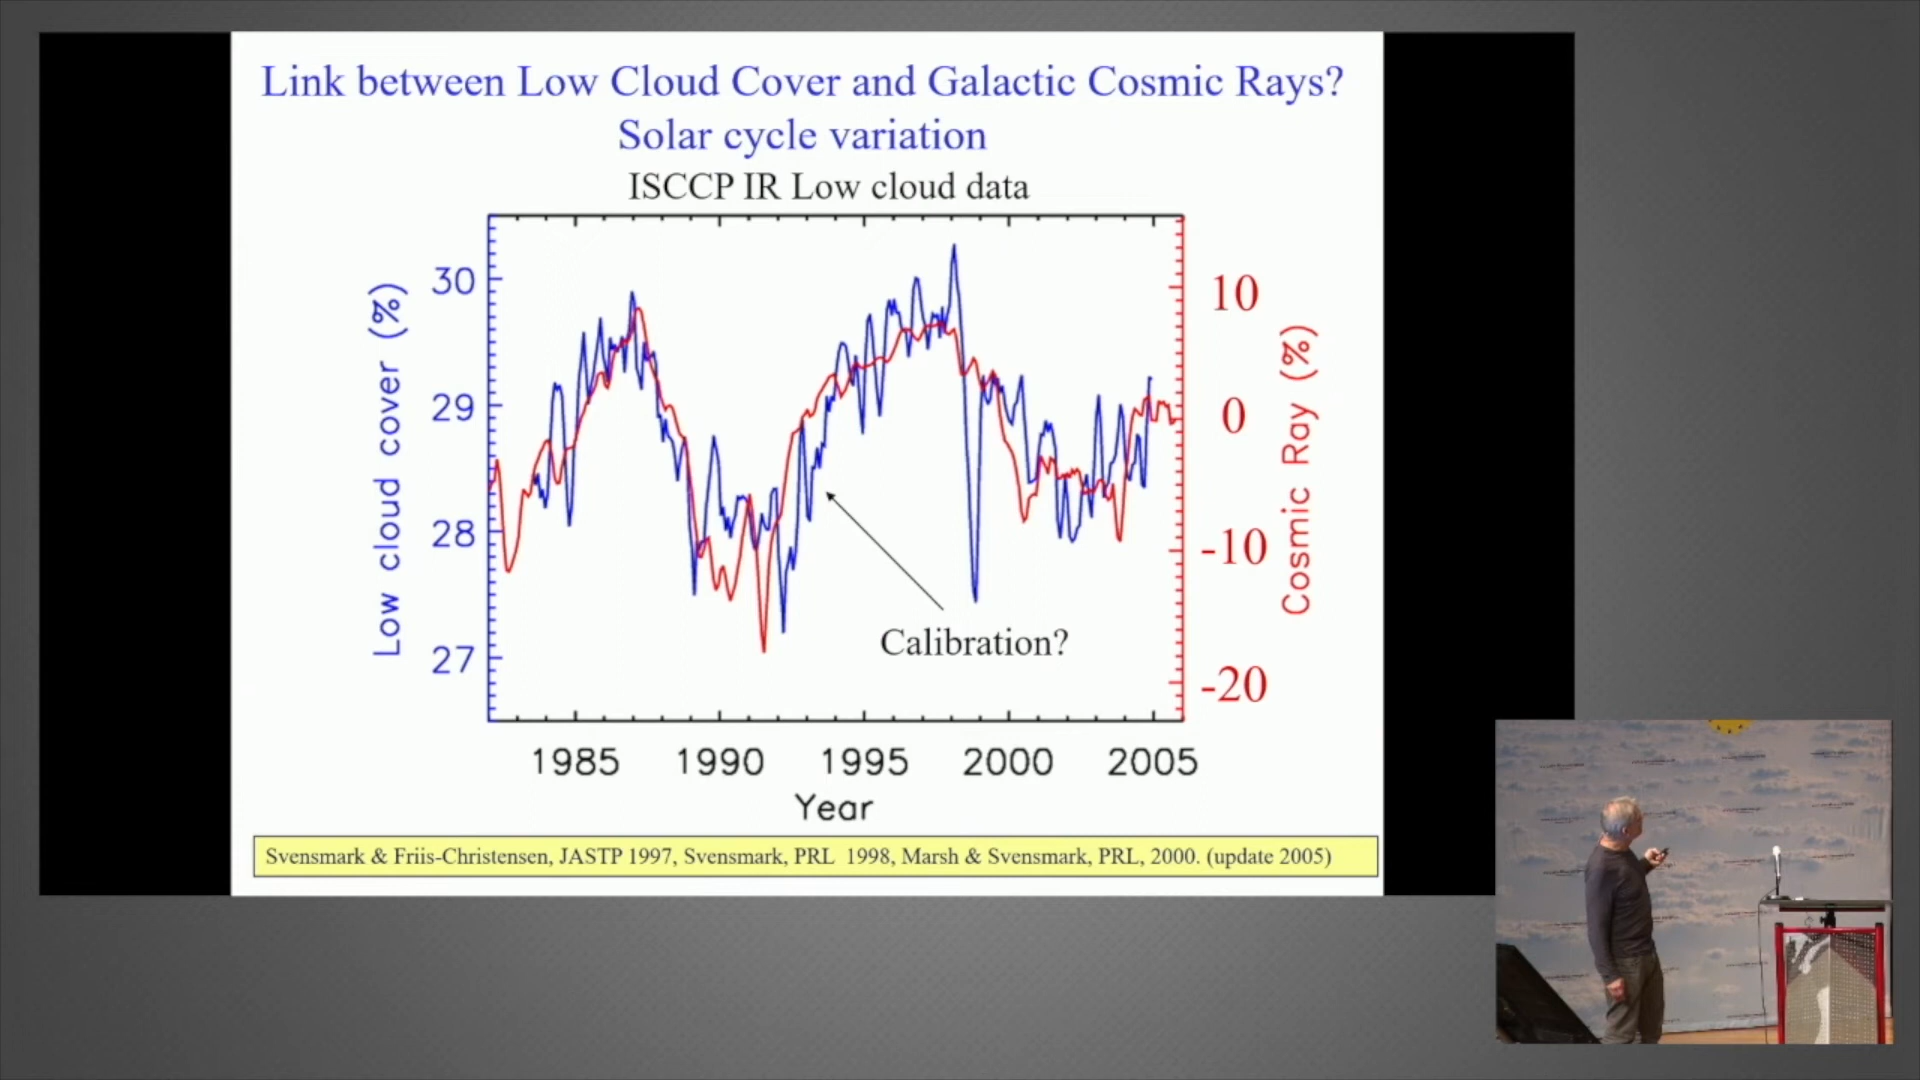 Link between Low Cloud Cover and Galactic Cosmic Rays?
Solar cycle variation
ISCCP IR Low cloud data
Low cloud cover (%)
30
29
28
27
10
0
-10
-20
Cosmic Ray (%)
Calibration?
1985 1990 1995 2000 2005
Year
Svensmark & Friis-Christensen, JASTP 1997, Svensmark, PRL 1998, Marsh & Svensmark, PRL, 2000. (update 2005)